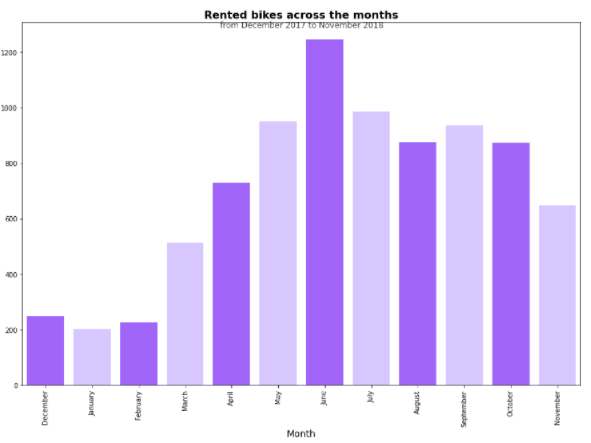 Rented bikes across the months
from December 2017 to November 2018
1200
1000
800
600
400
200
0
December
January
February
March
April
May
June
July
August
September
October
November
Month